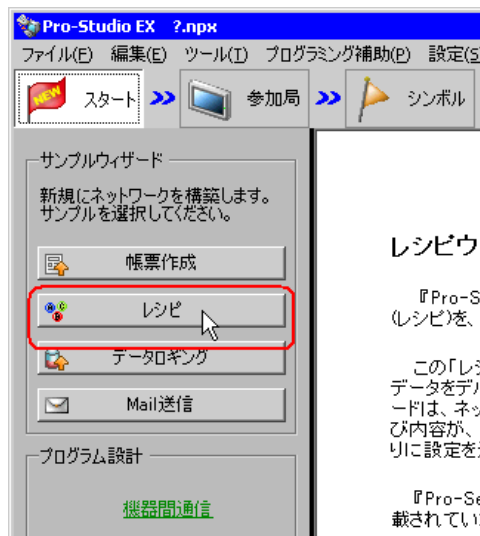 Pro-Studio EX ?.npx
ファイル(F) 編集(E) ツール(T) プログラミング補助(P) 設定(S
NEW スタート >> 参加局 >> シンボル
サンプルウィザード
新規にネットワークを構築します。
サンプルを選択してください。
帳票作成
レシピ
データロギング
Mail送信
プログラム設計
機器間通信
レシピウ
『Pro-S
(レシピ)を、
この「レシ
データをデ
ードは、ネッ
び内容が、
りに設定を
『Pro-Se
載されてい